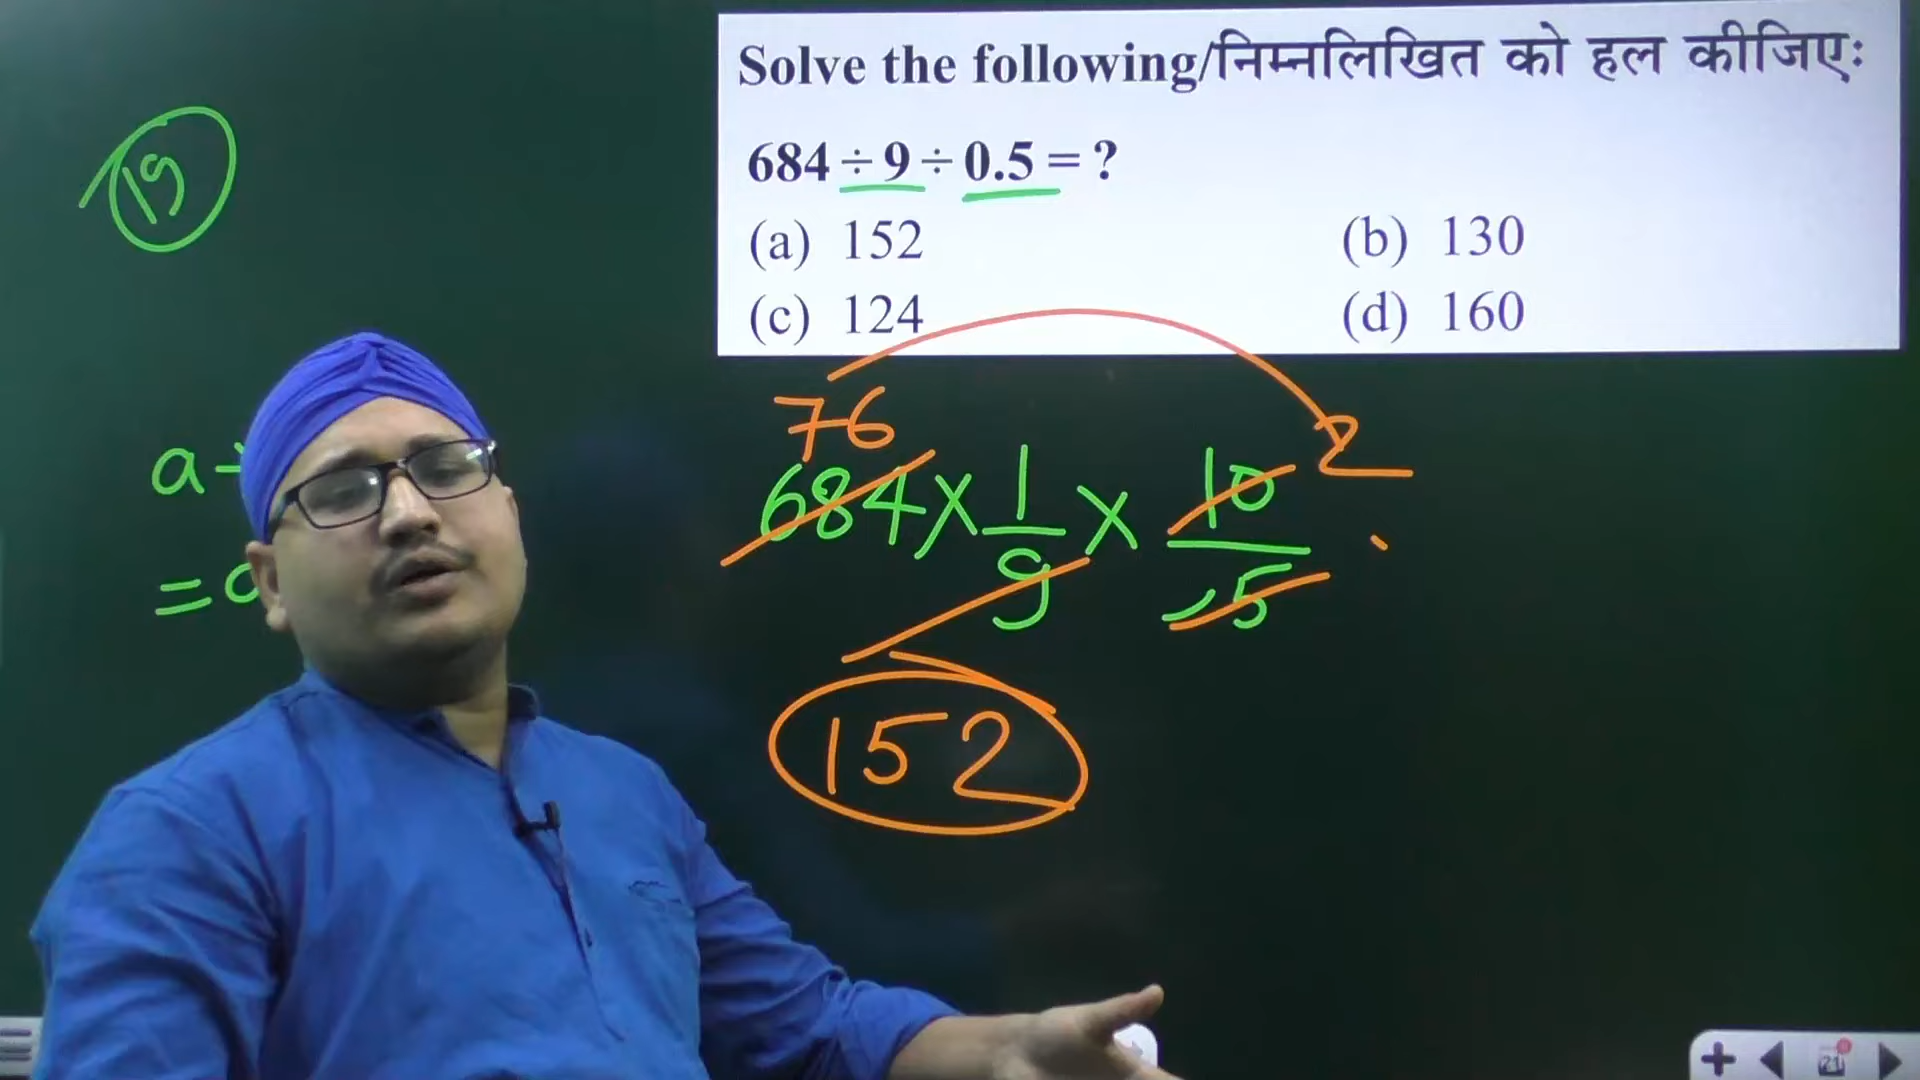 Solve the following/निम्नलिखित को हल कीजिए:
684 ÷ 9 ÷ 0.5 = ?
(a) 152 (b) 130
(c) 124 (d) 160
19
76 2
a ÷
684 × 1/9 × 10/5
=
152
21